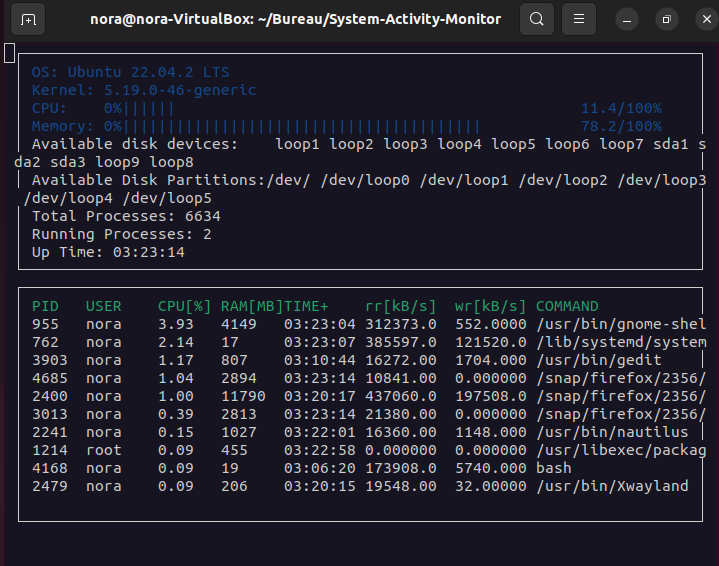 nora@nora-VirtualBox: ~/Bureau/System-Activity-Monitor
OS: Ubuntu 22.04.2 LTS
Kernel: 5.19.0-46-generic
CPU:    0%|||||| 11.4/100%
Memory: 0%|||||||||||||||||||||||||||||||||||||||| 78.2/100%
Available disk devices:    loop1 loop2 loop3 loop4 loop5 loop6 loop7 sda1 s
da2 sda3 loop9 loop8
Available Disk Partitions:/dev/ /dev/loop0 /dev/loop1 /dev/loop2 /dev/loop3
/dev/loop4 /dev/loop5
Total Processes: 6634
Running Processes: 2
Up Time: 03:23:14
PID   USER    CPU[%] RAM[MB]TIME+    rr[kB/s]  wr[kB/s] COMMAND
955   nora    3.93   4149   03:23:04 312373.0  552.0000 /usr/bin/gnome-shel
762   nora    2.14   17     03:23:07 385597.0  121520.0 /lib/systemd/system
3903  nora    1.17   807    03:10:44 16272.00  1704.000 /usr/bin/gedit
4685  nora    1.04   2894   03:23:14 10841.00  0.000000 /snap/firefox/2356/
2400  nora    1.00   11790  03:20:17 437060.0  197508.0 /snap/firefox/2356/
3013  nora    0.39   2813   03:23:14 21380.00  0.000000 /snap/firefox/2356/
2241  nora    0.15   1027   03:22:01 16360.00  1148.000 /usr/bin/nautilus
1214  root    0.09   455    03:22:58 0.000000  0.000000 /usr/libexec/packag
4168  nora    0.09   19     03:06:20 173908.0  5740.000 bash
2479  nora    0.09   206    03:20:15 19548.00  32.00000 /usr/bin/Xwayland